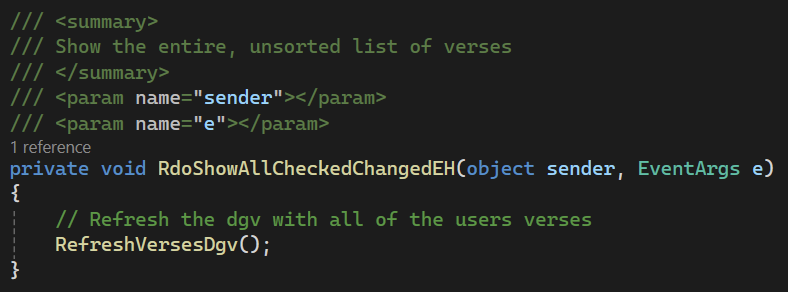 /// <summary>
/// Show the entire, unsorted list of verses
/// </summary>
/// <param name="sender"></param>
/// <param name="e"></param>
1 reference
private void RdoShowAllCheckedChangedEH(object sender, EventArgs e)
{
    // Refresh the dgv with all of the users verses
    RefreshVersesDgv();
}